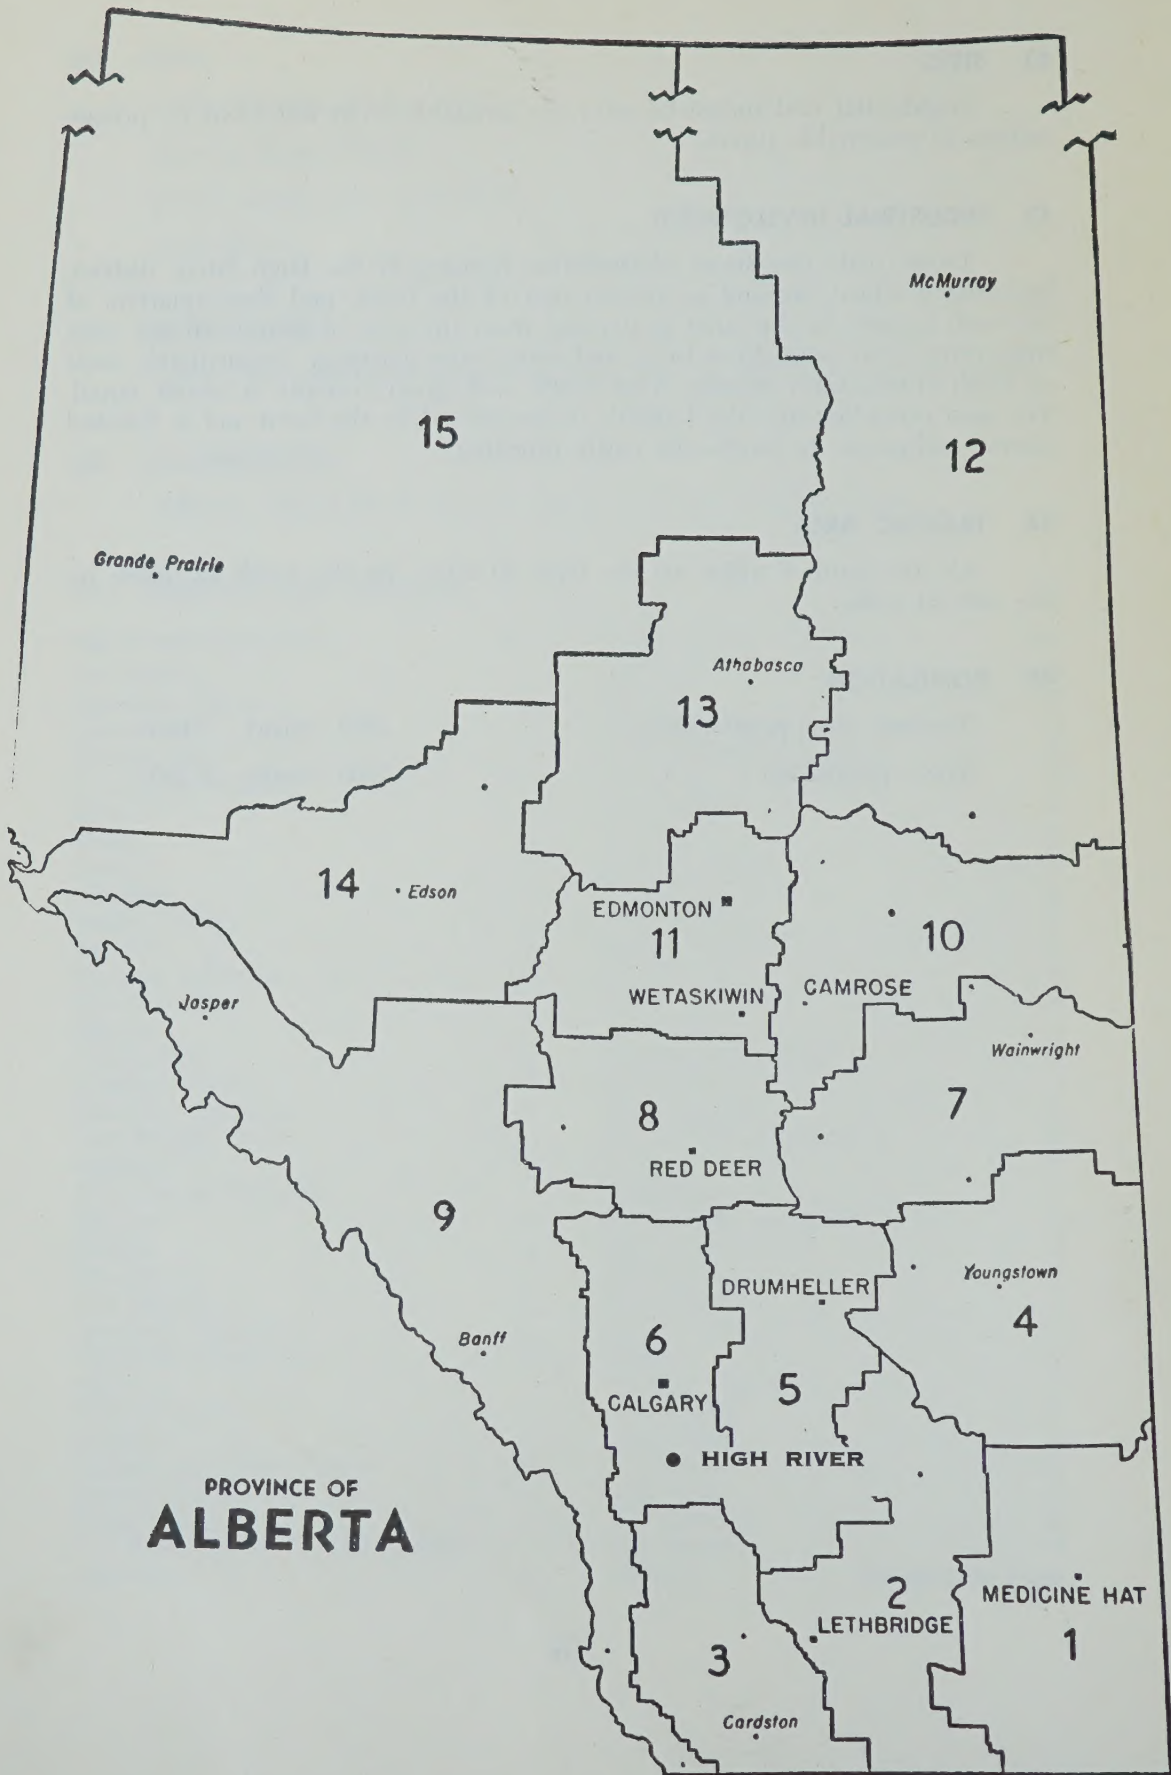 McMurray
15
12
Grande Prairie
Athabasca
13
14
Edson
EDMONTON
11
10
WETASKIWIN
CAMROSE
Jasper
Wainwright
8
7
RED DEER
9
DRUMHELLER
Youngstown
4
Banff
6
5
CALGARY
HIGH RIVER
PROVINCE OF
ALBERTA
2
MEDICINE HAT
LETHBRIDGE
1
3
Cardston